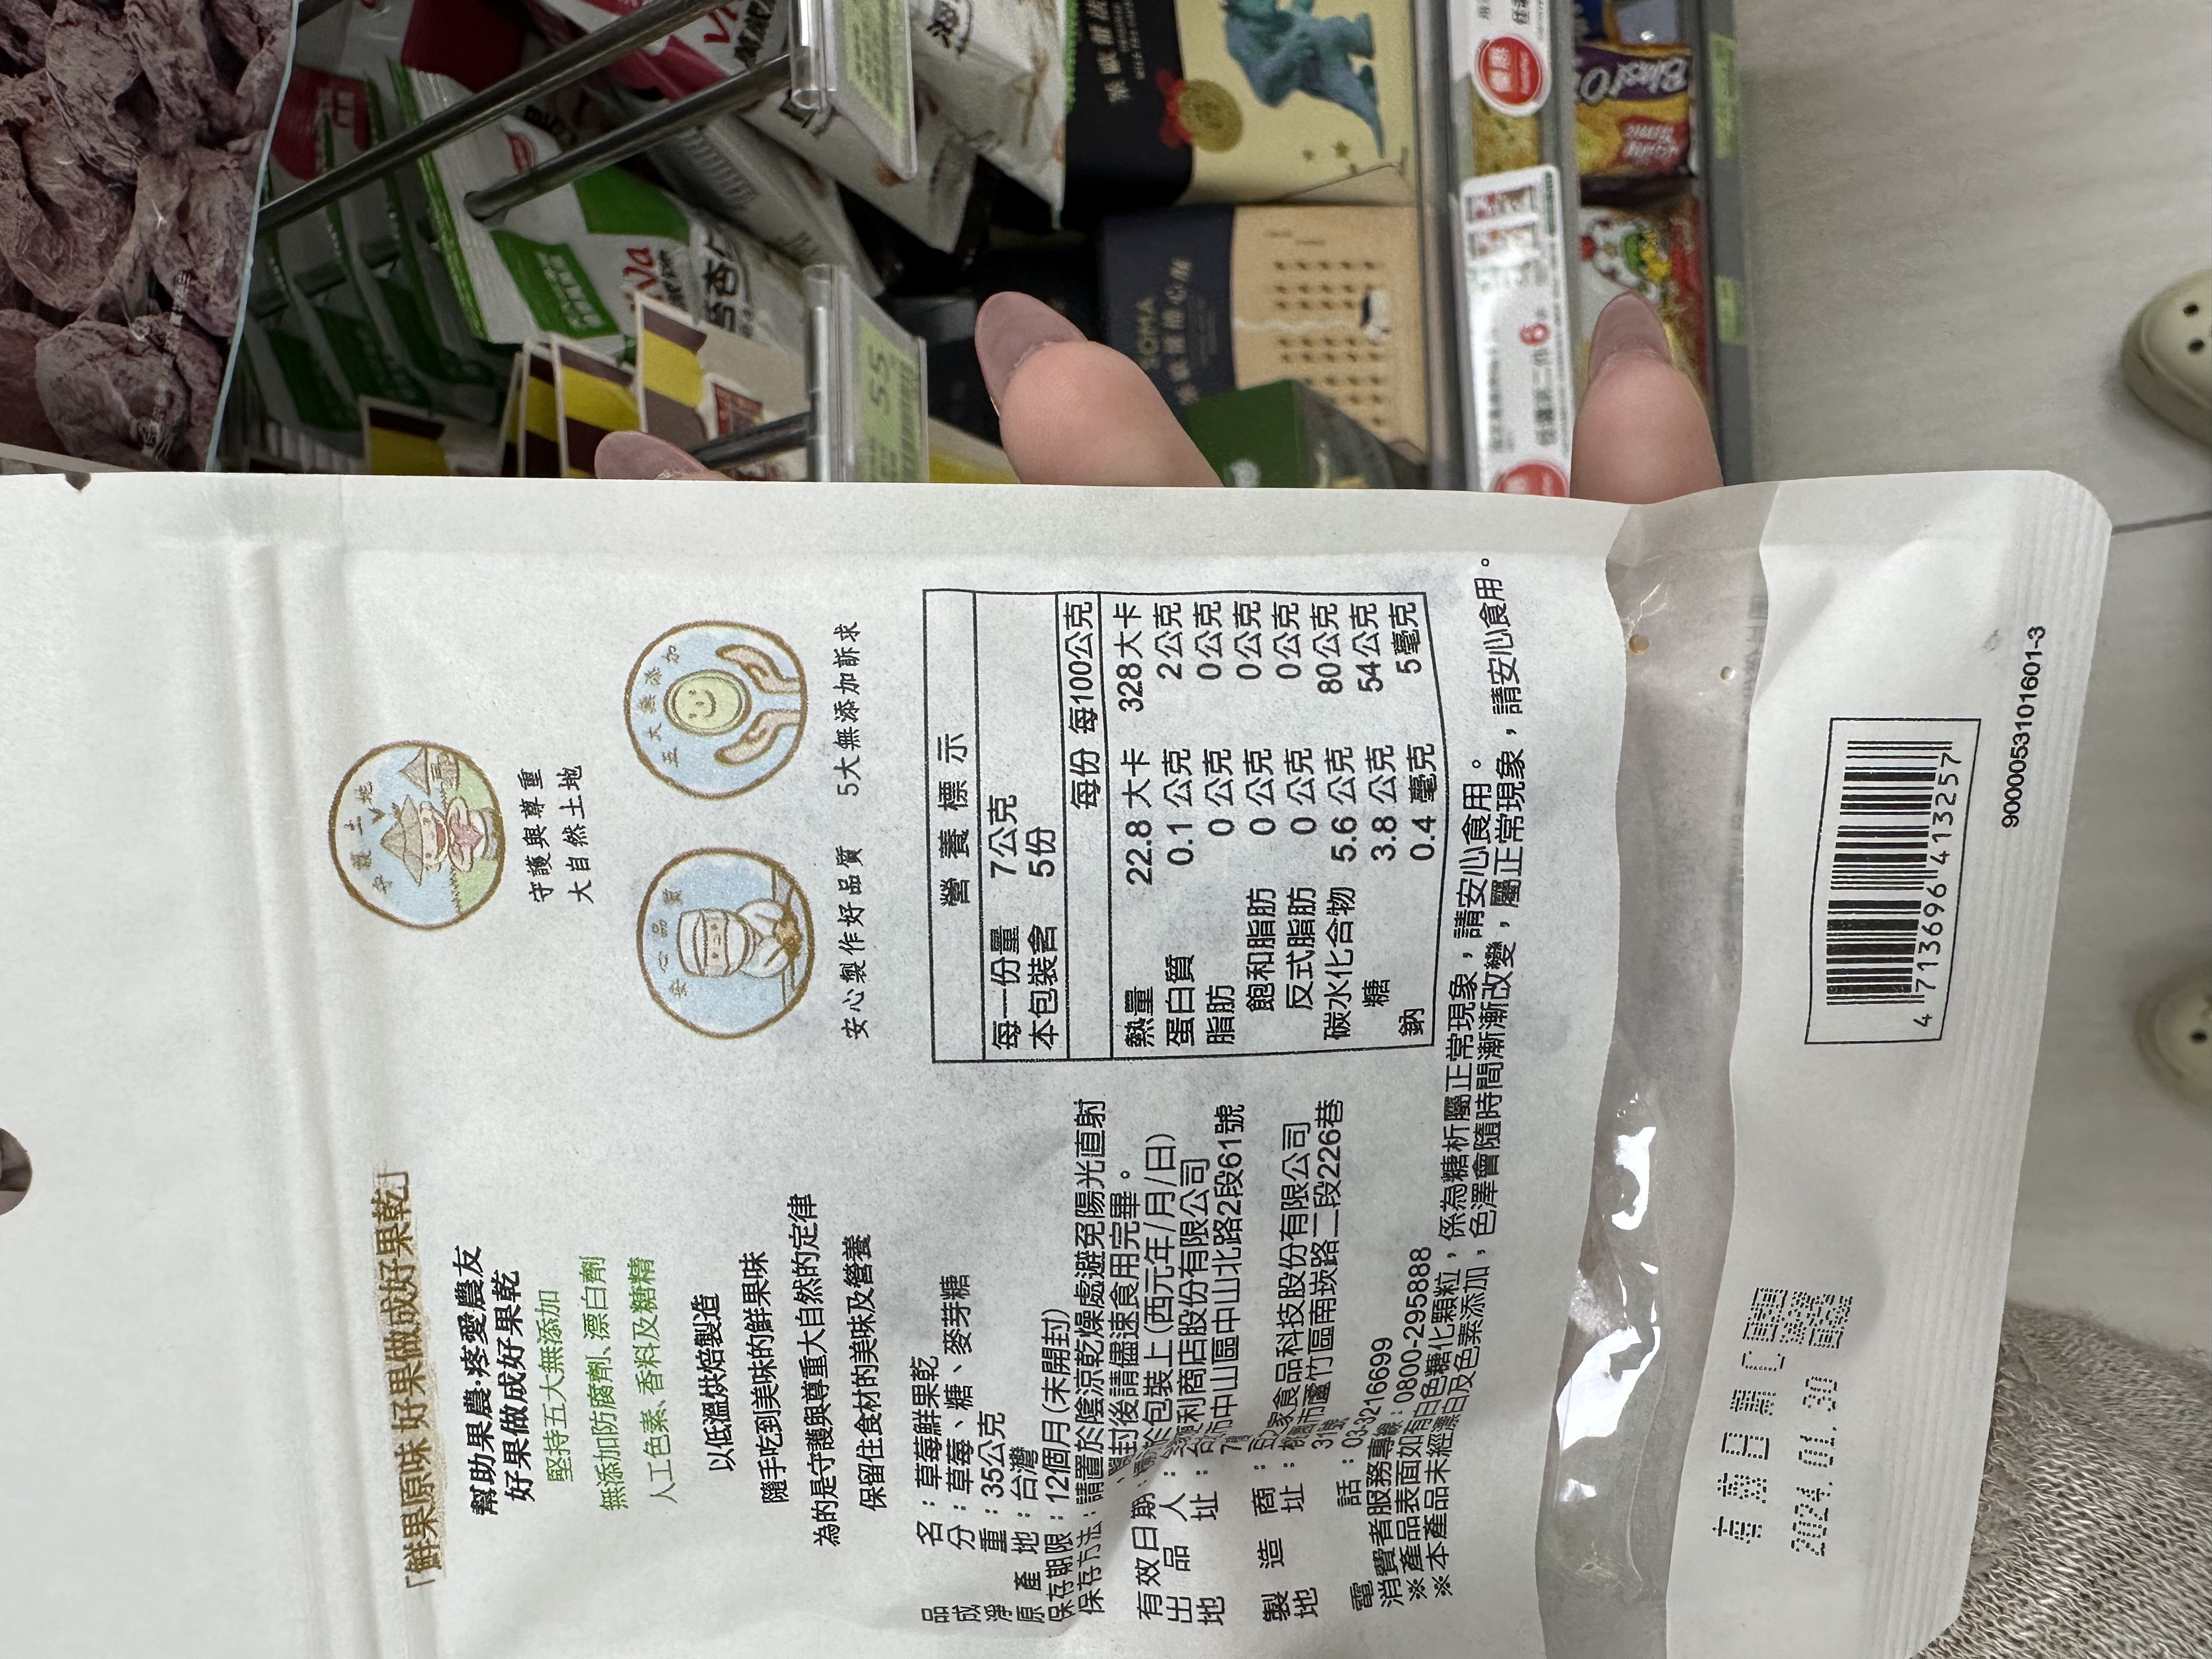 「鮮果原味 好果做成好果乾」
幫助果農·疼愛農友
好果做成好果乾
堅持五大無添加
無添加防腐劑、漂白劑
人工色素、香料及糖精
以低溫烘焙製造
隨手吃到美味的鮮果味
為的是守護與尊重大自然的定律
保留住食材的美味及營養
守護土地
守護與尊重
大自然土地
安心品質
安心製作好品質
五大無添加
5大無添加訴求
品名：草莓鮮果乾
成分：草莓、糖、麥芽糖
淨重：35公克
原產地：台灣
保存期限：12個月(未開封)
保存方法：請置於陰涼乾燥處避免陽光直射
，開封後請儘速食用完畢。
有效日期：標示於包裝上(西元年/月/日)
出品人：便利商店股份有限公司
地址：市中山區中山北路2段61號
7樓
製造商：家食品科技股份有限公司
地址：桃園市蘆竹區南崁路二段226巷
31號
電話：03-3216699
消費者服務專線：0800-295888
※產品表面如有白色糖化顆粒，係為糖析屬正常現象，請安心食用。
※本產品未經漂白及色素添加，色澤會隨時間漸漸改變，屬正常現象，請安心食用。
營養標示
每一份量 7公克
本包裝含 5份
每份 每100公克
熱量 22.8 大卡 328大卡
蛋白質 0.1 公克 2公克
脂肪 0 公克 0公克
飽和脂肪 0 公克 0公克
反式脂肪 0 公克 0公克
碳水化合物 5.6 公克 80公克
糖 3.8 公克 54公克
鈉 0.4 毫克 5毫克
有效日期 C
2024.01.30
4 713696 413257
9000053101601-3
55
SOMA
任選第二件6折